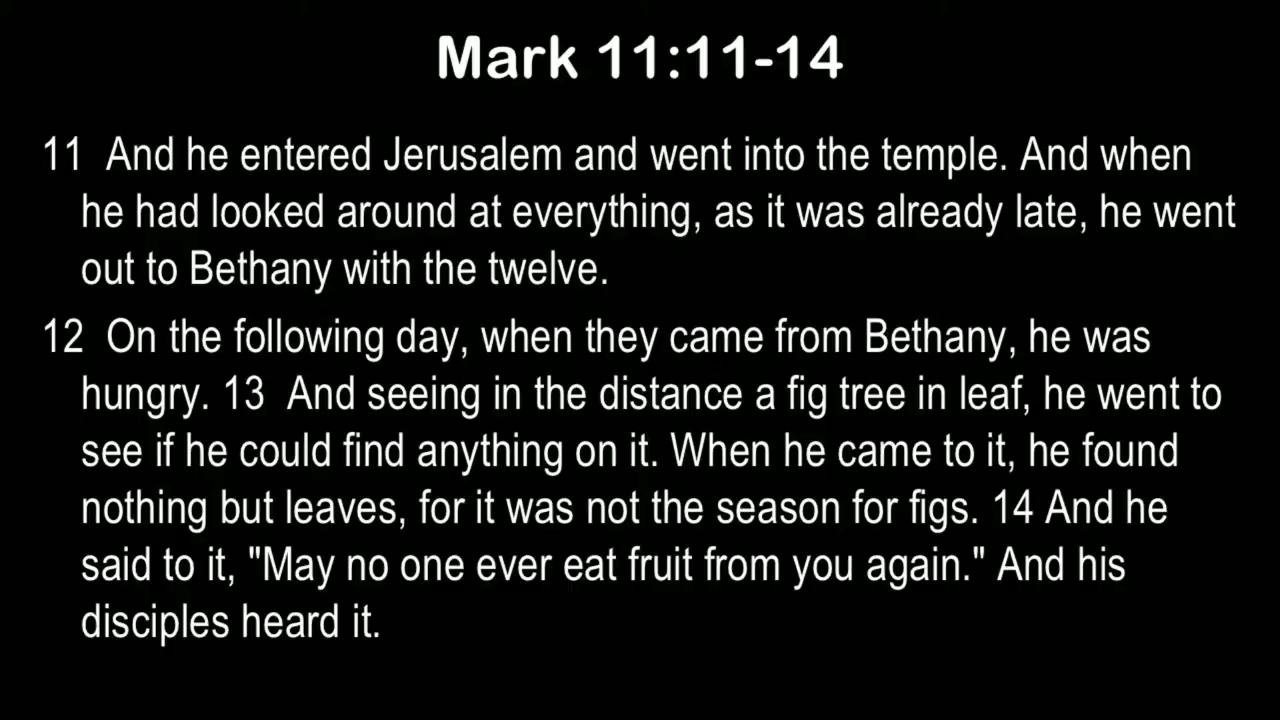 Mark 11:11-14
11 And he entered Jerusalem and went into the temple. And when
he had looked around at everything, as it was already late, he went
out to Bethany with the twelve.
12 On the following day, when they came from Bethany, he was
hungry. 13 And seeing in the distance a fig tree in leaf, he went to
see if he could find anything on it. When he came to it, he found
nothing but leaves, for it was not the season for figs. 14 And he
said to it, "May no one ever eat fruit from you again." And his
disciples heard it.